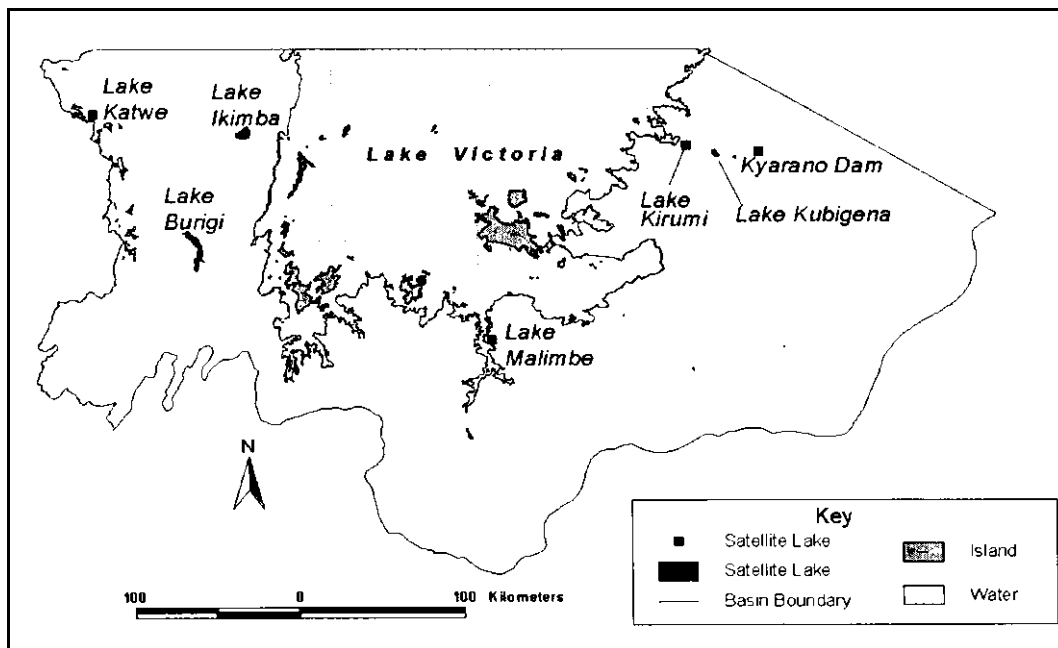 Lake
Katwe
Lake
Ikimba
Lake Victoria
Kyarano Dam
Lake
Kirumi
Lake Kubigena
Lake
Burigi
Lake
Malimbe
N
Key
Satellite Lake
Island
Satellite Lake
Basin Boundary
Water
100 0 100 Kilometers